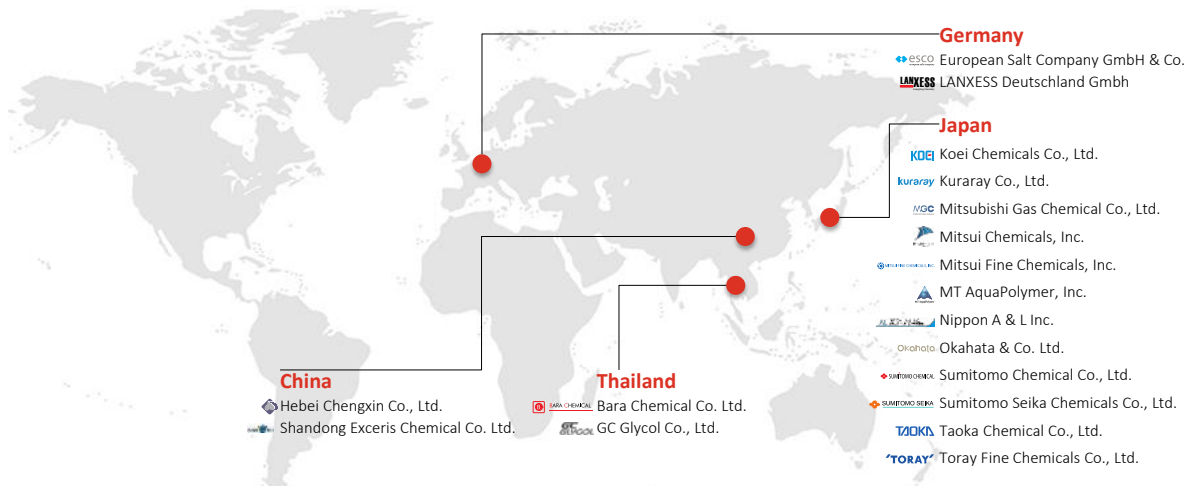 Germany
esco European Salt Company GmbH & Co.
LANXESS LANXESS Deutschland Gmbh
Japan
KOEI Koei Chemicals Co., Ltd.
kuraray Kuraray Co., Ltd.
MGC Mitsubishi Gas Chemical Co., Ltd.
Mitsui Chemicals, Inc.
MITSUI FINE CHEMICALS, INC. Mitsui Fine Chemicals, Inc.
MT AquaPolymer, Inc.
Nippon A & L Inc.
Okahata Okahata & Co. Ltd.
SUMITOMO CHEMICAL Sumitomo Chemical Co., Ltd.
SUMITOMO SEIKA Sumitomo Seika Chemicals Co., Ltd.
TAOKA Taoka Chemical Co., Ltd.
'TORAY' Toray Fine Chemicals Co., Ltd.
China
Hebei Chengxin Co., Ltd.
Shandong Exceris Chemical Co. Ltd.
Thailand
BARA CHEMICAL Bara Chemical Co. Ltd.
GC GLYCOL GC Glycol Co., Ltd.